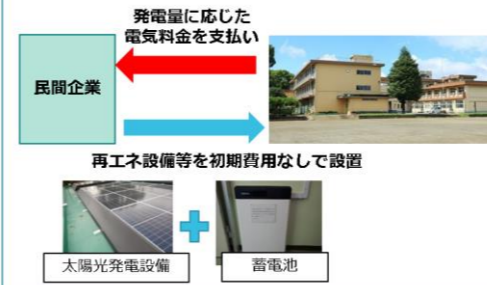 発電量に応じた
電気料金を支払い
民間企業
再エネ設備等を初期費用なしで設置
太陽光発電設備
蓄電池